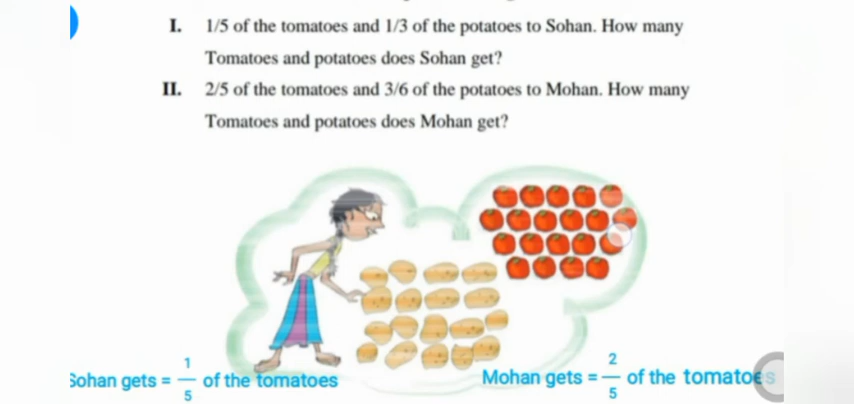 I. 1/5 of the tomatoes and 1/3 of the potatoes to Sohan. How many
Tomatoes and potatoes does Sohan get?
II. 2/5 of the tomatoes and 3/6 of the potatoes to Mohan. How many
Tomatoes and potatoes does Mohan get?
Sohan gets = 1/5 of the tomatoes
Mohan gets = 2/5 of the tomatoes